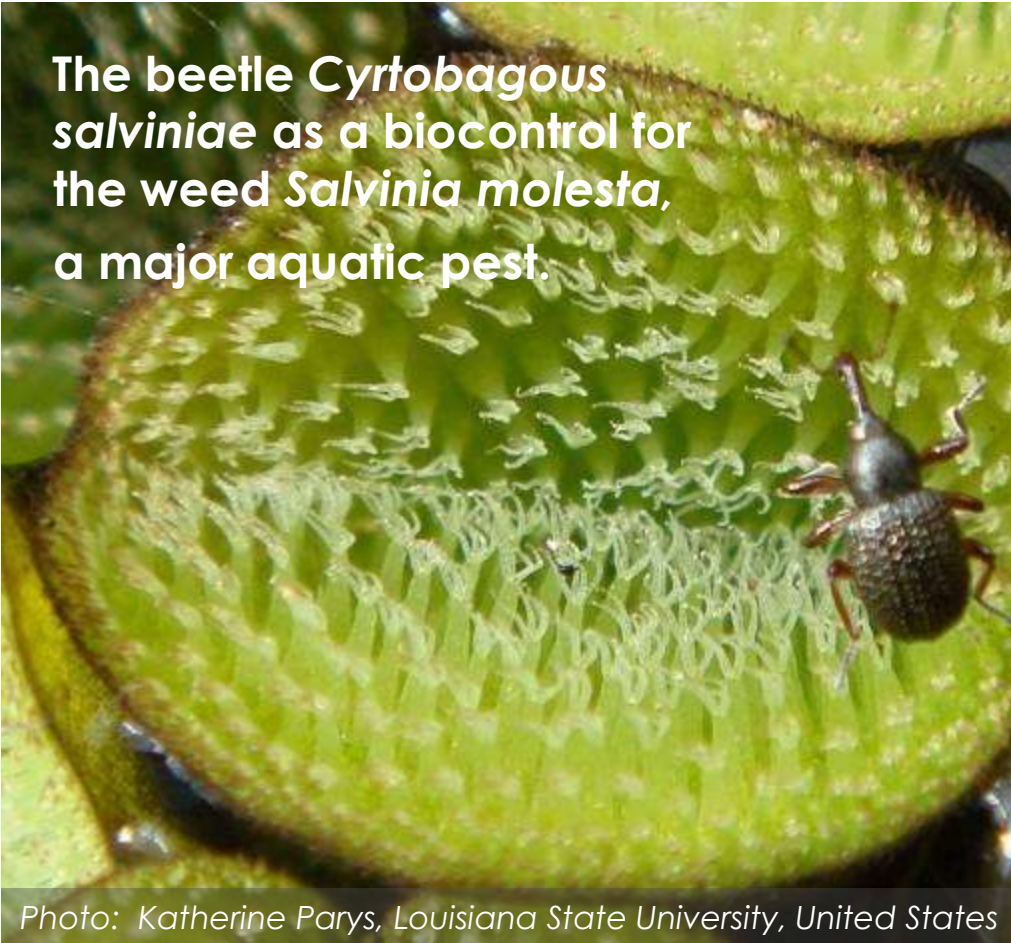 The beetle Cyrtobagous
salviniae as a biocontrol for
the weed Salvinia molesta,
a major aquatic pest.
Photo:  Katherine Parys, Louisiana State University, United States